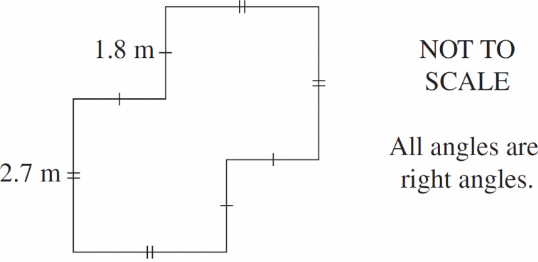 1.8 m
2.7 m
NOT TO
SCALE
All angles are
right angles.